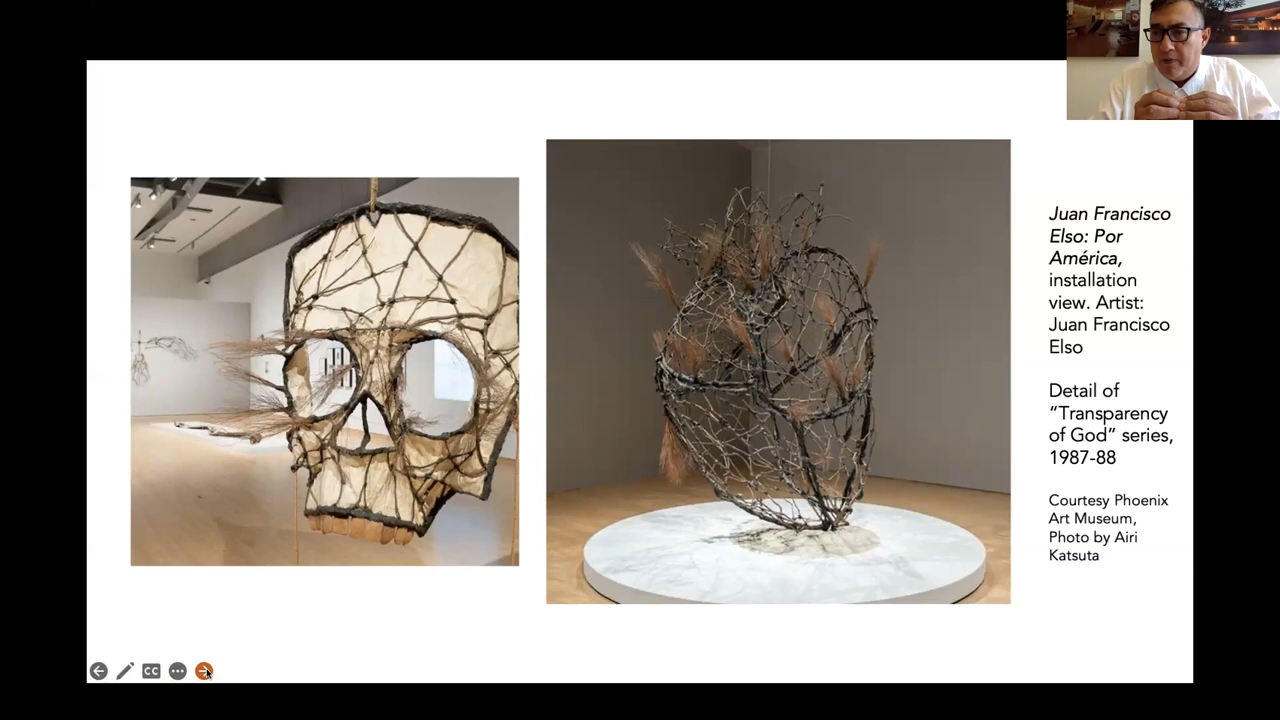 Juan Francisco
Elso: Por
América,
installation
view. Artist:
Juan Francisco
Elso
Detail of
“Transparency
of God” series,
1987-88
Courtesy Phoenix
Art Museum,
Photo by Airi
Katsuta
CC